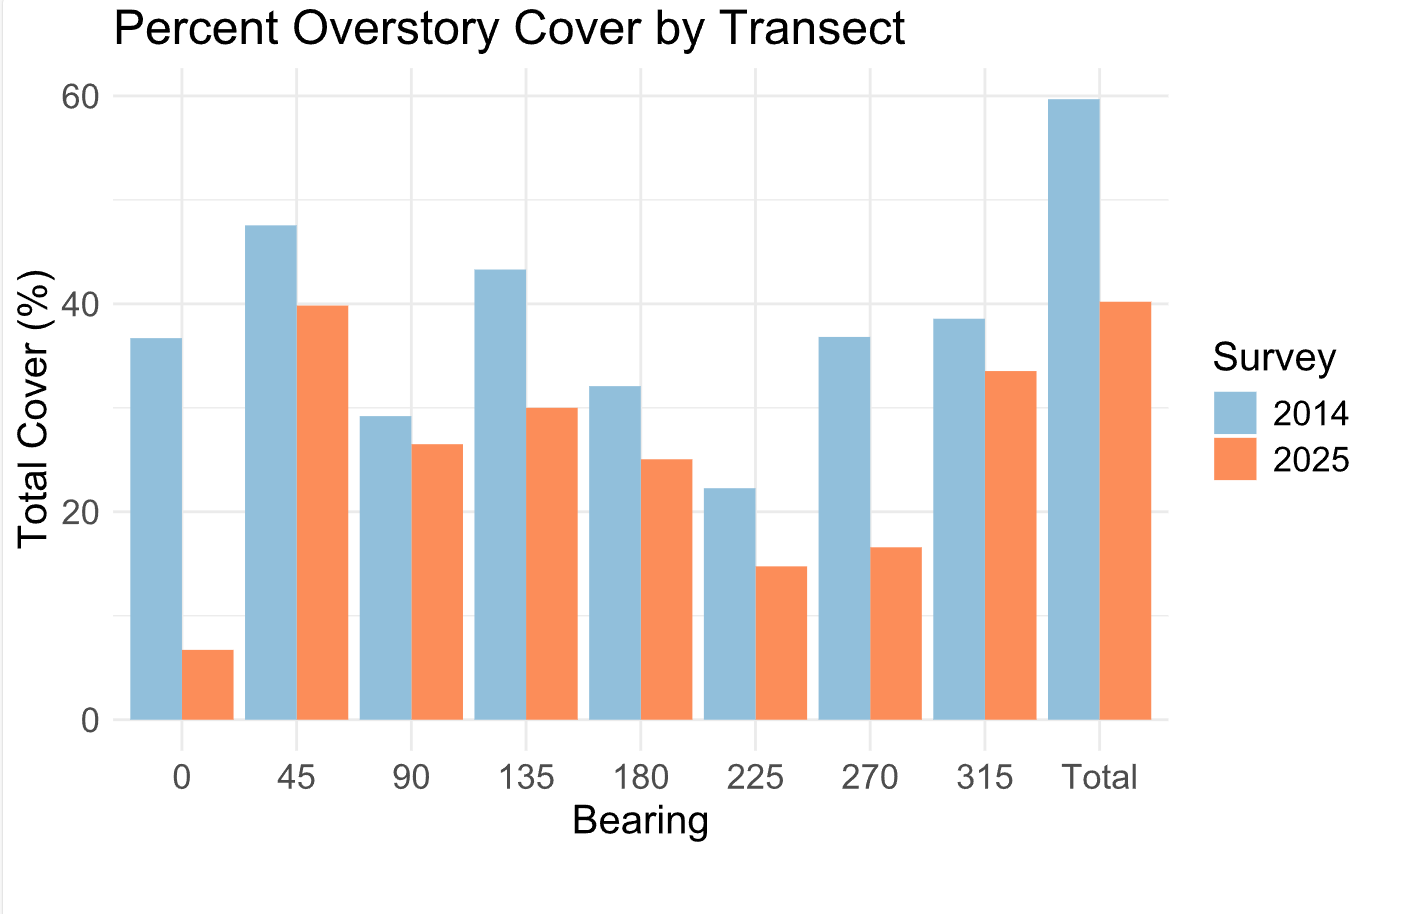 Percent Overstory Cover by Transect
Total Cover (%)
60
40
20
0
0 45 90 135 180 225 270 315 Total
Bearing
Survey
2014
2025